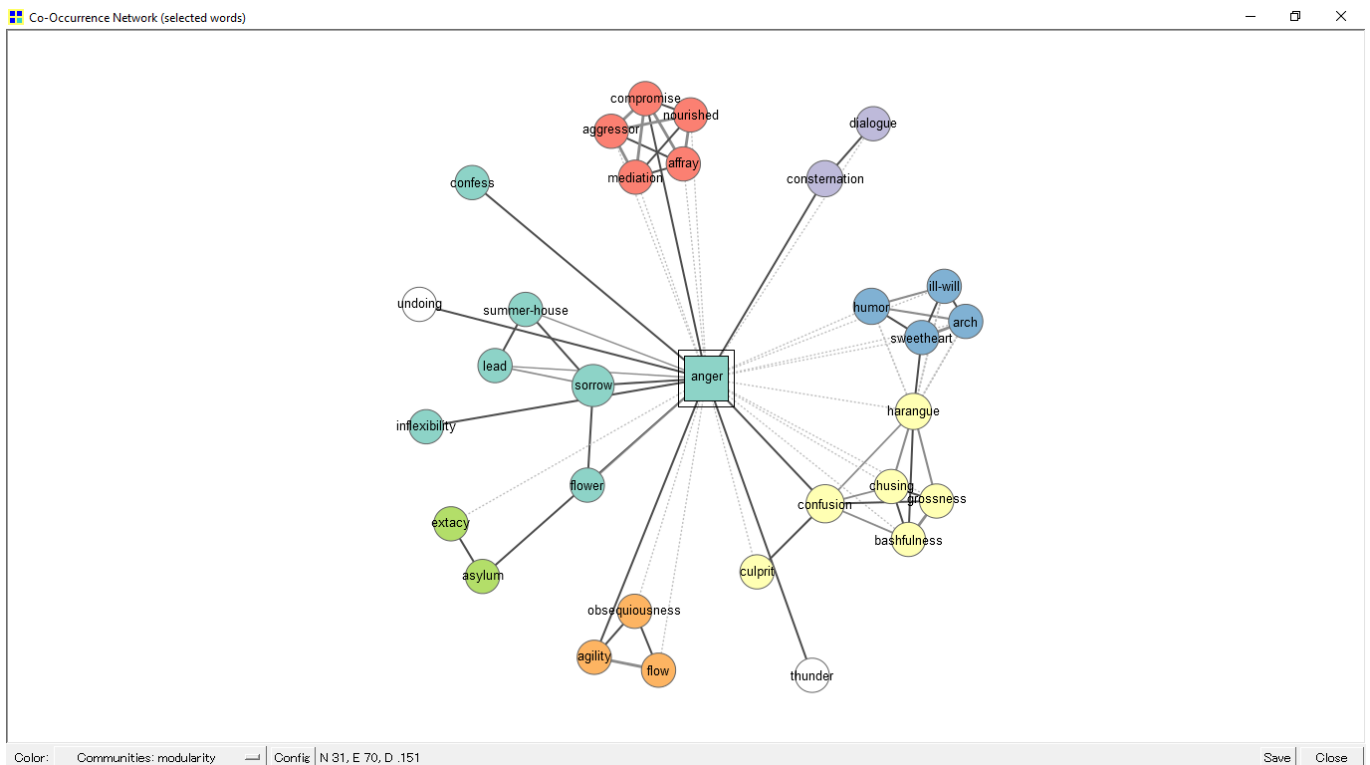 Co-Occurrence Network (selected words)
compromise
nourished
aggressor
affray
mediation
dialogue
consternation
confess
ill-will
humor
arch
sweetheart
undoing
summer-house
lead
sorrow
anger
harangue
inflexibility
flower
chusing
grossness
confusion
bashfulness
extacy
asylum
culprit
obsequiousness
agility
flow
thunder
Color:
Communities: modularity
Config
N 31, E 70, D .151
Save
Close